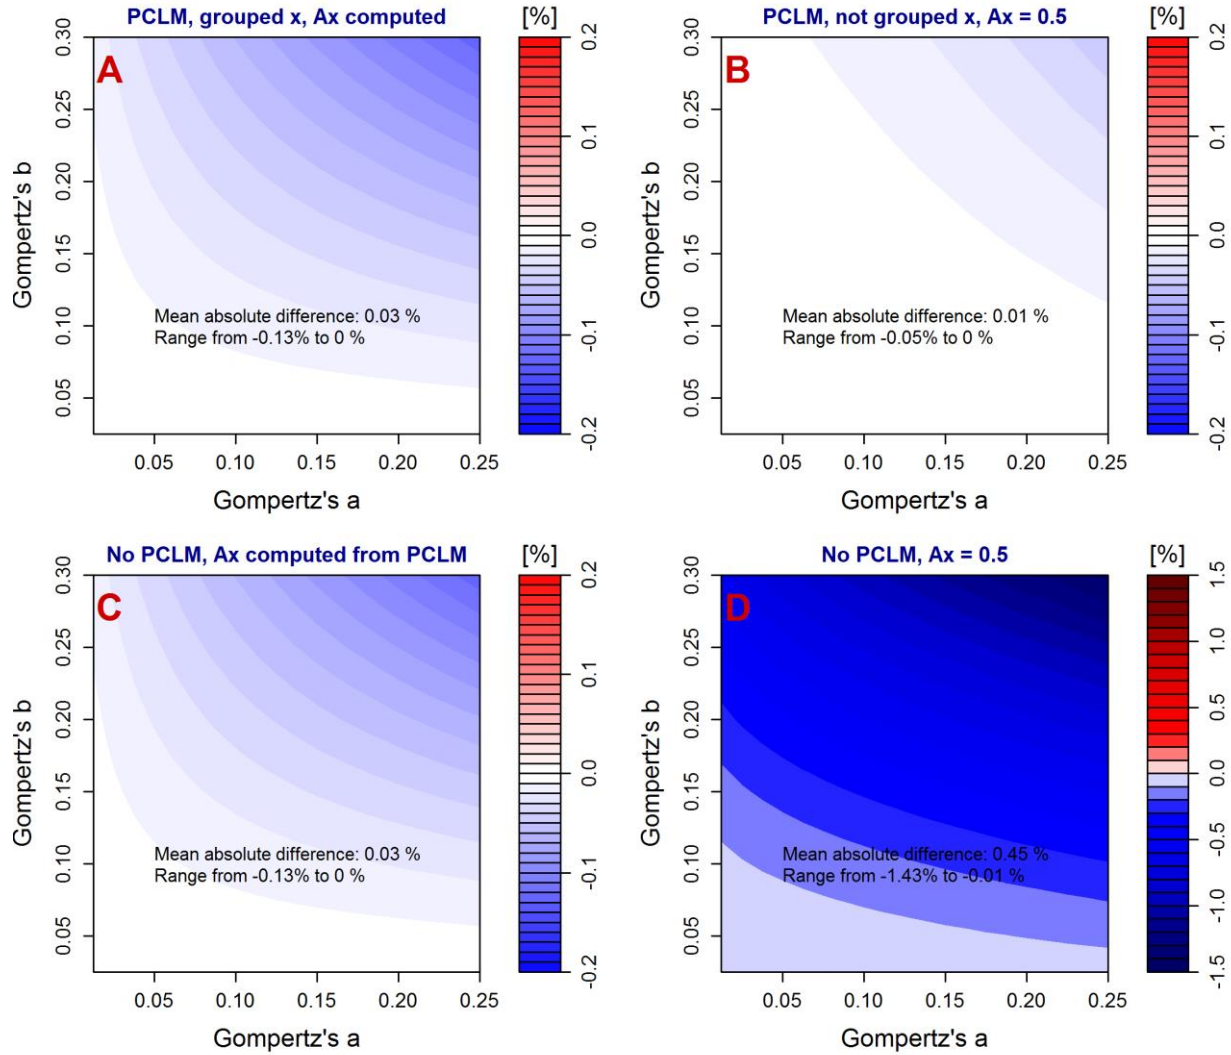 PCLM, grouped x, Ax computed
[%]
A
0.30
0.25
0.20
0.15
0.10
0.05
Gompertz's b
Mean absolute difference: 0.03 %
Range from -0.13% to 0 %
0.05 0.10 0.15 0.20 0.25
Gompertz's a
0.2
0.1
0.0
-0.1
-0.2
PCLM, not grouped x, Ax = 0.5
[%]
B
0.30
0.25
0.20
0.15
0.10
0.05
Gompertz's b
Mean absolute difference: 0.01 %
Range from -0.05% to 0 %
0.05 0.10 0.15 0.20 0.25
Gompertz's a
0.2
0.1
0.0
-0.1
-0.2
No PCLM, Ax computed from PCLM
[%]
C
0.30
0.25
0.20
0.15
0.10
0.05
Gompertz's b
Mean absolute difference: 0.03 %
Range from -0.13% to 0 %
0.05 0.10 0.15 0.20 0.25
Gompertz's a
0.2
0.1
0.0
-0.1
-0.2
No PCLM, Ax = 0.5
[%]
D
0.30
0.25
0.20
0.15
0.10
0.05
Gompertz's b
Mean absolute difference: 0.45 %
Range from -1.43% to -0.01 %
0.05 0.10 0.15 0.20 0.25
Gompertz's a
1.5
1.0
0.5
0.0
-0.5
-1.0
-1.5